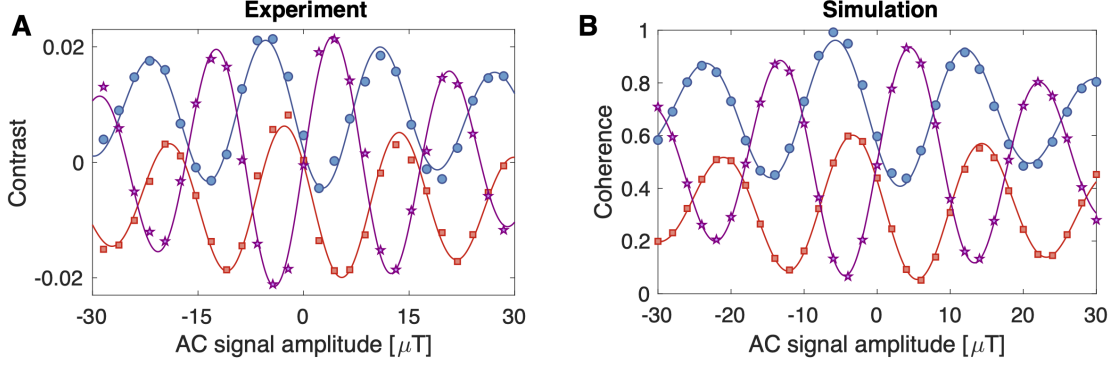 A
Experiment
Contrast
0.02
0
-0.02
-30
-15
0
15
30
AC signal amplitude [μT]
B
Simulation
Coherence
1
0.8
0.6
0.4
0.2
0
-30
-20
-10
0
10
20
30
AC signal amplitude [μT]